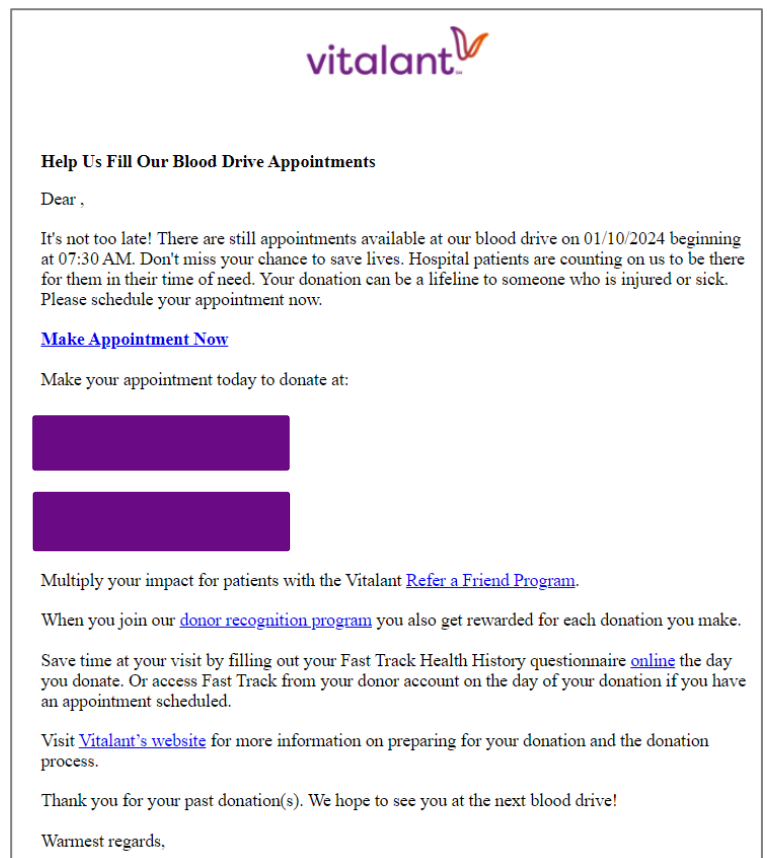 vitalant
Help Us Fill Our Blood Drive Appointments
Dear ,
It's not too late! There are still appointments available at our blood drive on 01/10/2024 beginning
at 07:30 AM. Don't miss your chance to save lives. Hospital patients are counting on us to be there
for them in their time of need. Your donation can be a lifeline to someone who is injured or sick.
Please schedule your appointment now.
Make Appointment Now
Make your appointment today to donate at:
Multiply your impact for patients with the Vitalant Refer a Friend Program.
When you join our donor recognition program you also get rewarded for each donation you make.
Save time at your visit by filling out your Fast Track Health History questionnaire online the day
you donate. Or access Fast Track from your donor account on the day of your donation if you have
an appointment scheduled.
Visit Vitalant’s website for more information on preparing for your donation and the donation
process.
Thank you for your past donation(s). We hope to see you at the next blood drive!
Warmest regards,